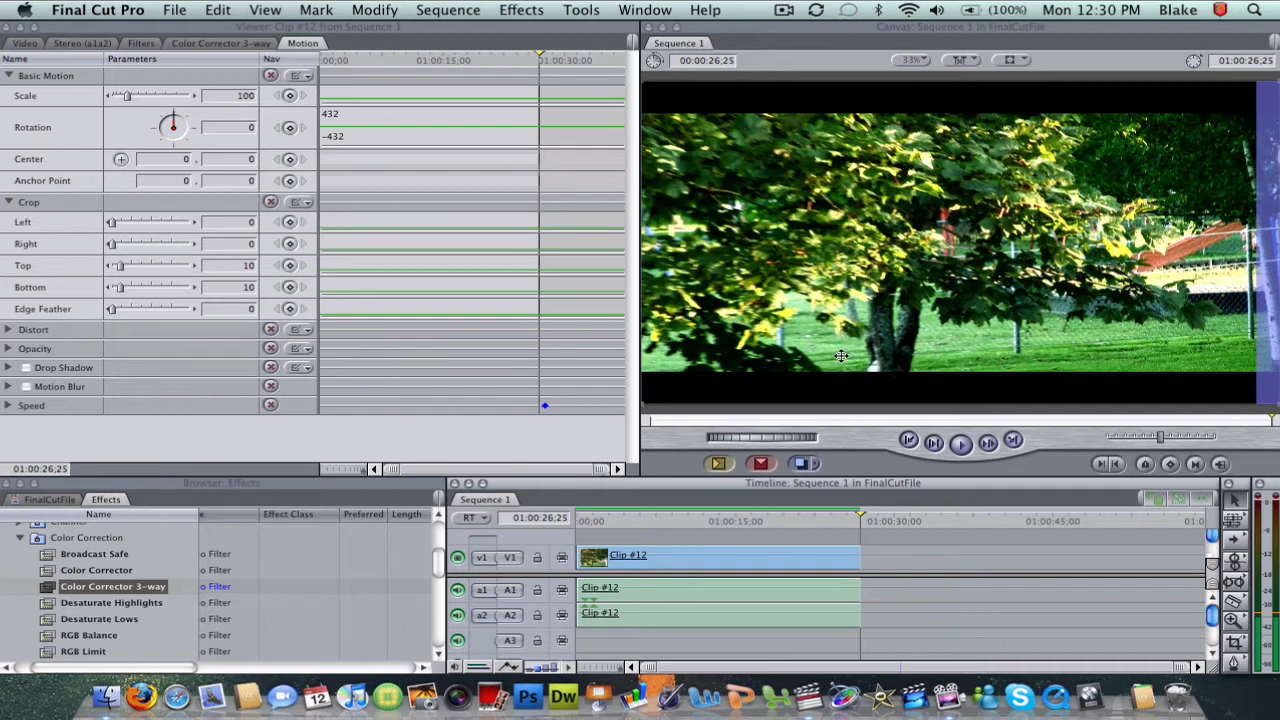 Final Cut Pro File Edit View Mark Modify Sequence Effects Tools Window Help (100%) Mon 12:30 PM Blake
Viewer: Clip #12 from Sequence 1
Canvas: Sequence 1 in FinalCutFile
Video Stereo (a1a2) Filters Color Corrector 3-way Motion
Sequence 1
Name Parameters Nav :00;00 01:00:15;00 01:00:30:00
00:00:26;25 33% 01:00:26;25
Basic Motion
Scale 100
432
Rotation 0
-432
Center 0 , 0
Anchor Point 0 , 0
Crop
Left 0
Right 0
Top 10
Bottom 10
Edge Feather 0
Distort
Opacity
Drop Shadow
Motion Blur
Speed
01:00:26;25
Browser: Effects
Timeline: Sequence 1 in FinalCutFile
FinalCutFile Effects
Sequence 1
Name Effect Class Preferred Length
RT 01:00:26;25 :00;00 01:00:15;00 01:00:30;00 01:00:45;00 01:0
Color Correction
Broadcast Safe o Filter
Color Corrector o Filter
Color Corrector 3-way o Filter
Desaturate Highlights o Filter
Desaturate Lows o Filter
RGB Balance o Filter
RGB Limit o Filter
v1 V1 Clip #12
a1 A1 Clip #12
a2 A2 Clip #12
A3
12
Ps Dw